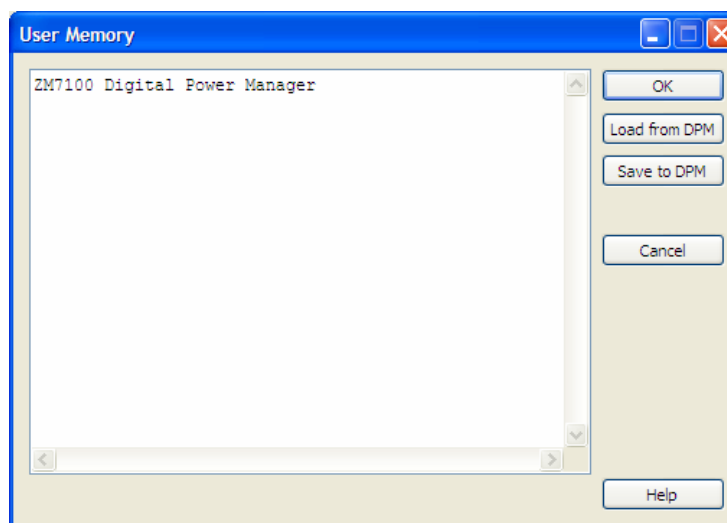 User Memory
ZM7100 Digital Power Manager
OK
Load from DPM
Save to DPM
Cancel
Help